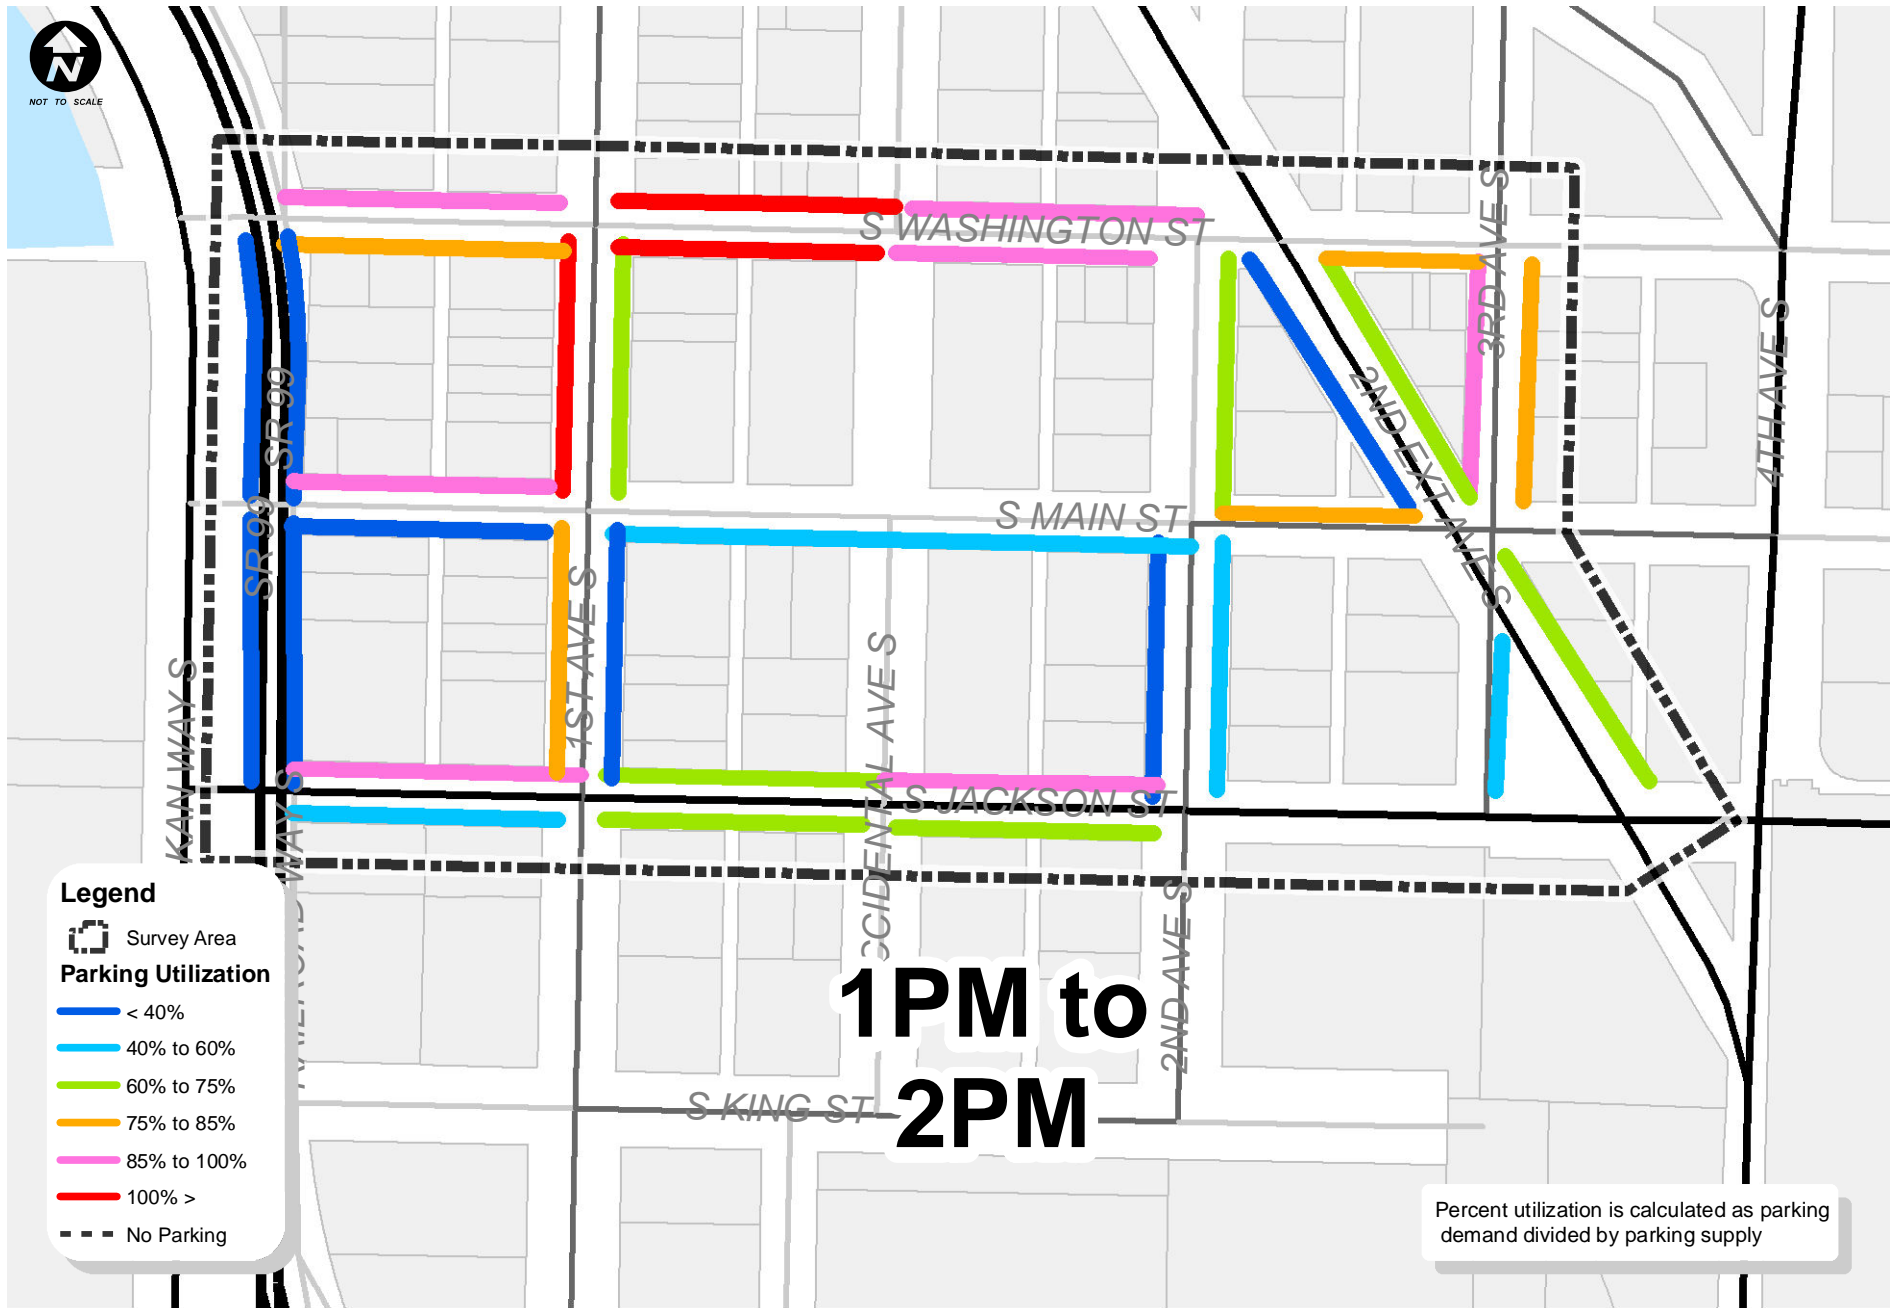 N
NOT TO SCALE
S WASHINGTON ST
3RD AVE S
4TH AVE S
SR 99
2ND EXT AVE S
S MAIN ST
SR 99
1ST AVE S
KAN WAY S
S JACKSON ST
WAY S
2ND AVE S
S KING ST
1PM to
2PM
Legend
Survey Area
Parking Utilization
< 40%
40% to 60%
60% to 75%
75% to 85%
85% to 100%
100% >
No Parking
Percent utilization is calculated as parking
demand divided by parking supply